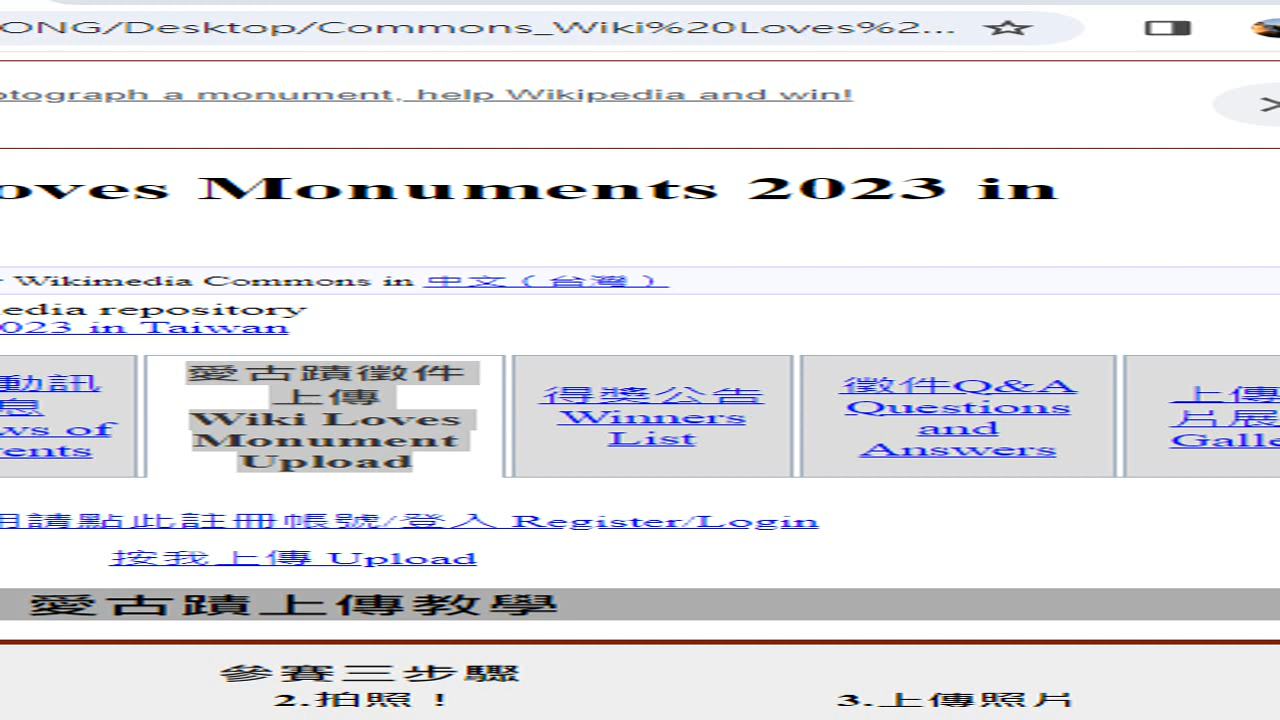 ONG/Desktop/Commons_Wiki%20Loves%2...
otograph a monument, help Wikipedia and win!
oves Monuments 2023 in
Wikimedia Commons in 中文（台灣）
edia repository
023 in Taiwan
動訊
息
ws of
ents
愛古蹟徵件
上傳
Wiki Loves
Monument
Upload
得獎公告
Winners
List
徵件Q&A
Questions
and
Answers
上傳
片展
Galle
用請點此註冊帳號/登入 Register/Login
按我上傳 Upload
愛古蹟上傳教學
參賽三步驟
2.拍照！
3.上傳照片